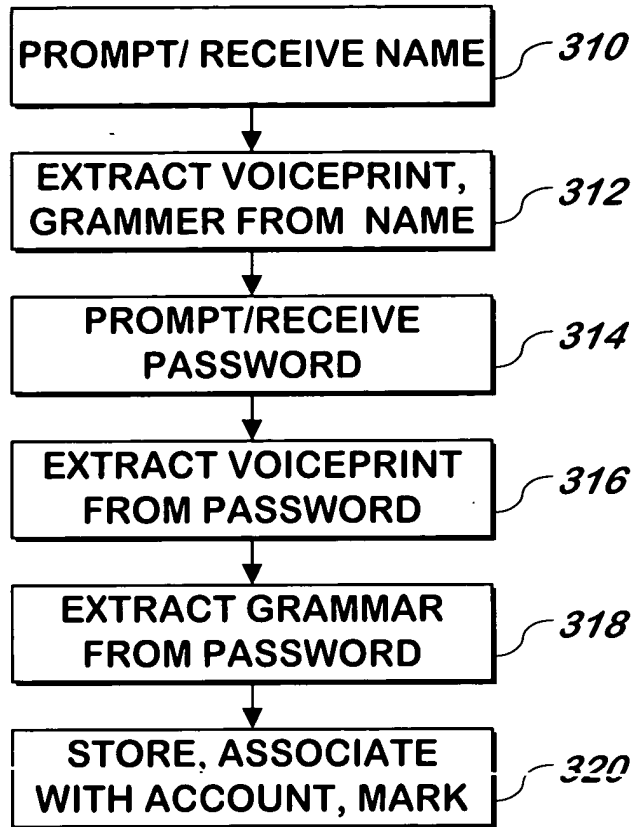 PROMPT/ RECEIVE NAME
310
EXTRACT VOICEPRINT,
GRAMMER FROM NAME
312
PROMPT/RECEIVE
PASSWORD
314
EXTRACT VOICEPRINT
FROM PASSWORD
316
EXTRACT GRAMMAR
FROM PASSWORD
318
STORE, ASSOCIATE
WITH ACCOUNT, MARK
320